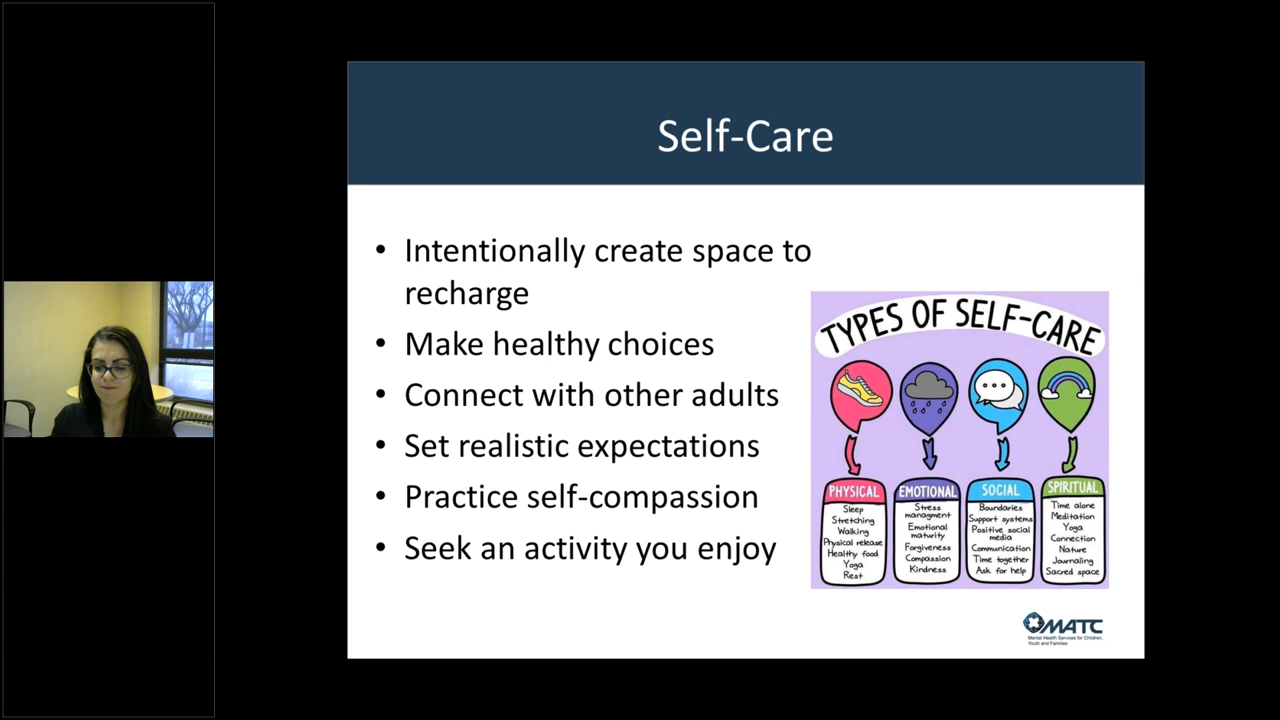 Self-Care
• Intentionally create space to
recharge
• Make healthy choices
• Connect with other adults
• Set realistic expectations
• Practice self-compassion
• Seek an activity you enjoy
TYPES OF SELF-CARE
PHYSICAL
Sleep
Stretching
Walking
Physical release
Healthy food
Yoga
Rest
EMOTIONAL
Stress
managment
Emotional
maturity
Forgiveness
Compassion
Kindness
SOCIAL
Boundaries
Support systems
Positive social
media
Communication
Time together
Ask for help
SPIRITUAL
Time alone
Meditation
Yoga
Connection
Nature
Journaling
Sacred space
MATC
Mental Health Services for Children,
Youth and Families